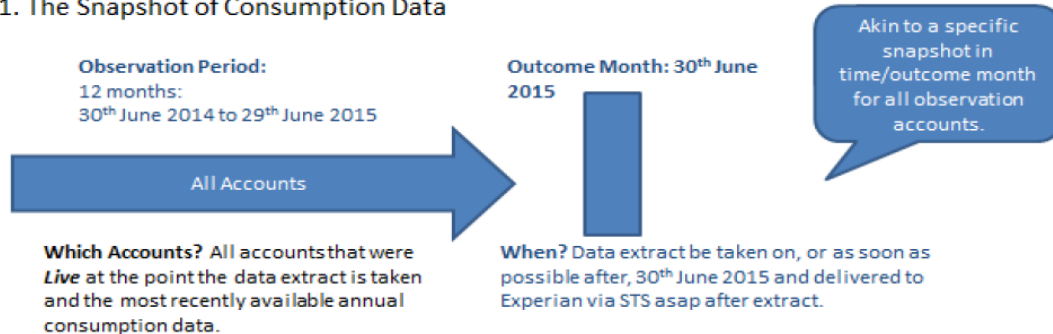 1. The Snapshot of Consumption Data
Observation Period:
12 months:
30th June 2014 to 29th June 2015
Outcome Month: 30th June
2015
Akin to a specific
snapshot in
time/outcome month
for all observation
accounts.
All Accounts
Which Accounts? All accounts that were
Live at the point the data extract is taken
and the most recently available annual
consumption data.
When? Data extract be taken on, or as soon as
possible after, 30th June 2015 and delivered to
Experian via STS asap after extract.